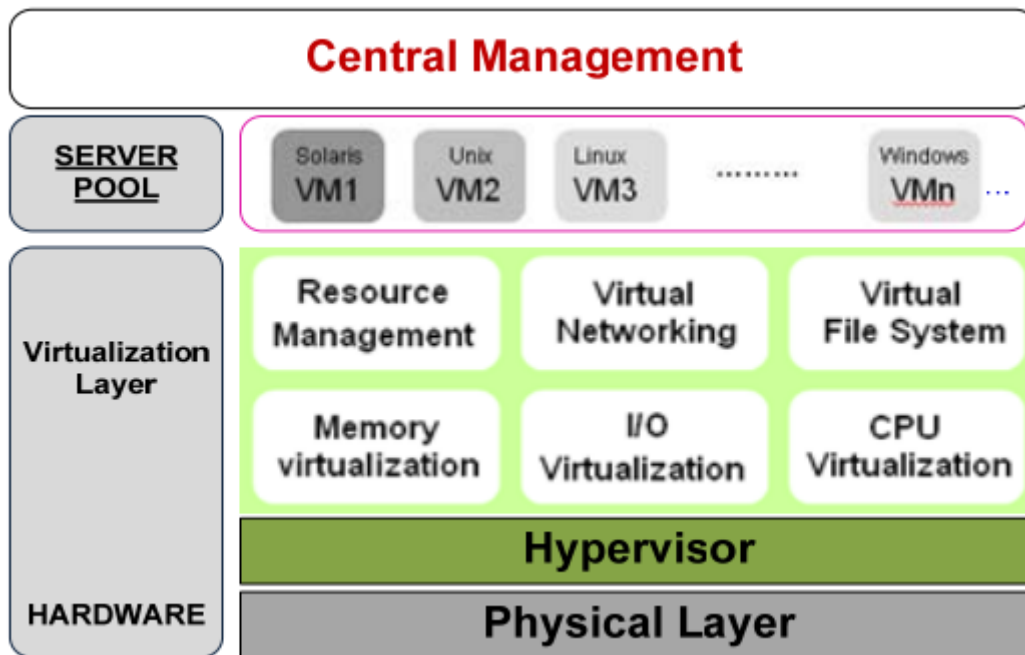 Central Management
SERVER
POOL
Solaris
VM1
Unix
VM2
Linux
VM3
.........
Windows
VMn
...
Virtualization
Layer
Resource
Management
Virtual
Networking
Virtual
File System
Memory
virtualization
I/O
Virtualization
CPU
Virtualization
Hypervisor
HARDWARE
Physical Layer